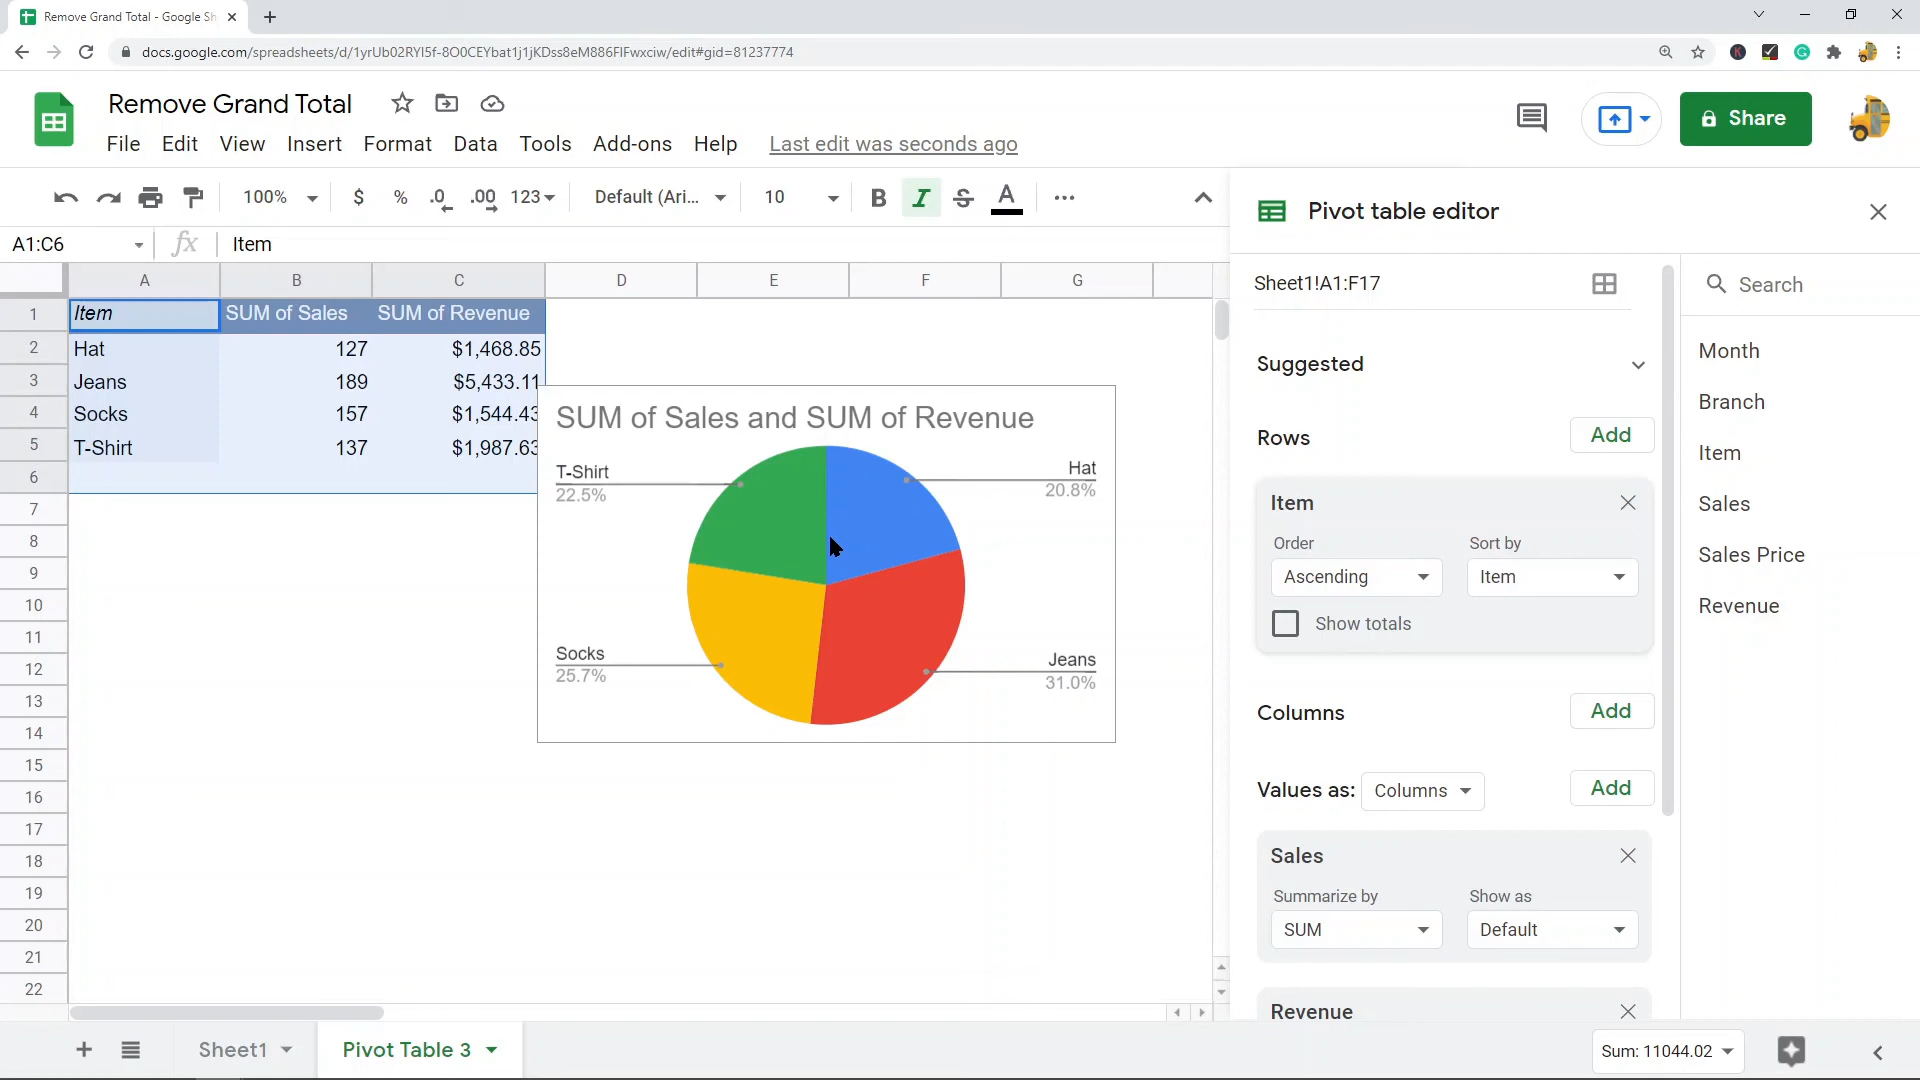 Remove Grand Total - Google Sh
docs.google.com/spreadsheets/d/1yrUb02RYI5f-8O0CEYbat1j1jKDss8eM886FIFwxciw/edit#gid=81237774
Remove Grand Total
Share
File Edit View Insert Format Data Tools Add-ons Help Last edit was seconds ago
100% $ % .0 .00 123 Default (Ari... 10 B I S A
A1:C6 fx Item
A B C D E F G
1 Item SUM of Sales SUM of Revenue
2 Hat 127 $1,468.85
3 Jeans 189 $5,433.11
4 Socks 157 $1,544.43
5 T-Shirt 137 $1,987.63
6
7
8
9
10
11
12
13
14
15
16
17
18
19
20
21
22
SUM of Sales and SUM of Revenue
T-Shirt
22.5%
Hat
20.8%
Socks
25.7%
Jeans
31.0%
Pivot table editor
Sheet1!A1:F17
Suggested
Rows Add
Item
Order Sort by
Ascending Item
Show totals
Columns Add
Values as: Columns Add
Sales
Summarize by Show as
SUM Default
Revenue
Search
Month
Branch
Item
Sales
Sales Price
Revenue
Sheet1 Pivot Table 3
Sum: 11044.02